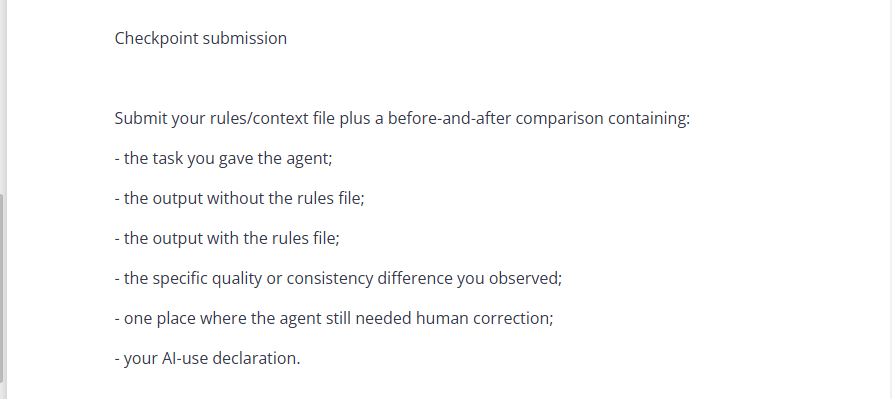 Checkpoint submission
Submit your rules/context file plus a before-and-after comparison containing:
- the task you gave the agent;
- the output without the rules file;
- the output with the rules file;
- the specific quality or consistency difference you observed;
- one place where the agent still needed human correction;
- your AI-use declaration.